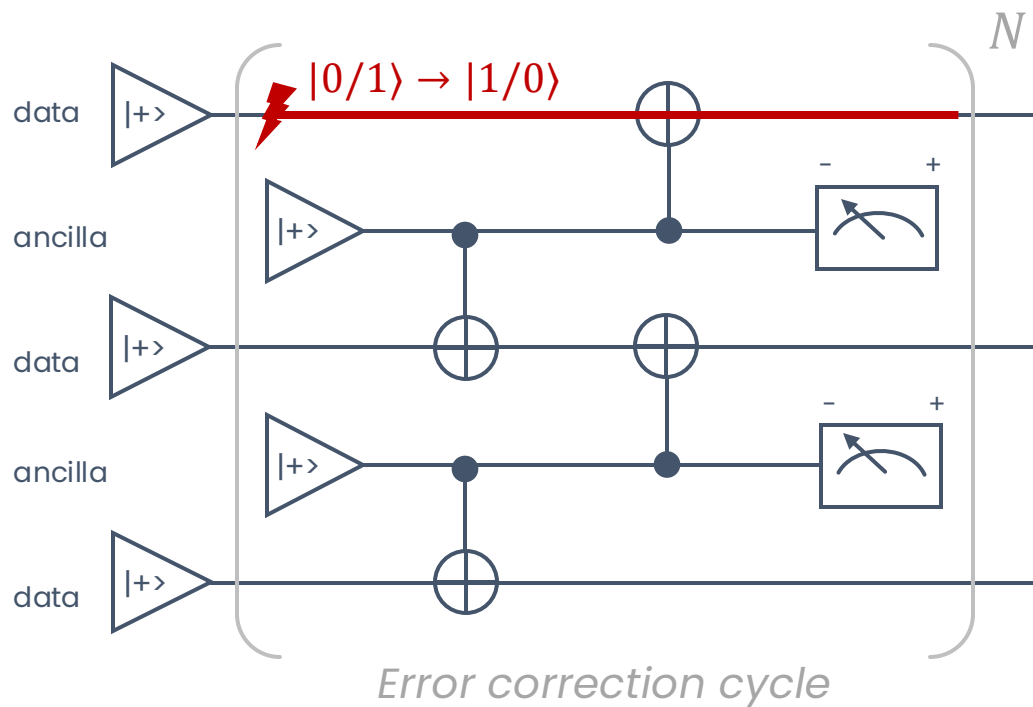 N
|0/1⟩ → |1/0⟩
data
|+>
- +
ancilla
|+>
data
|+>
- +
ancilla
|+>
data
|+>
Error correction cycle